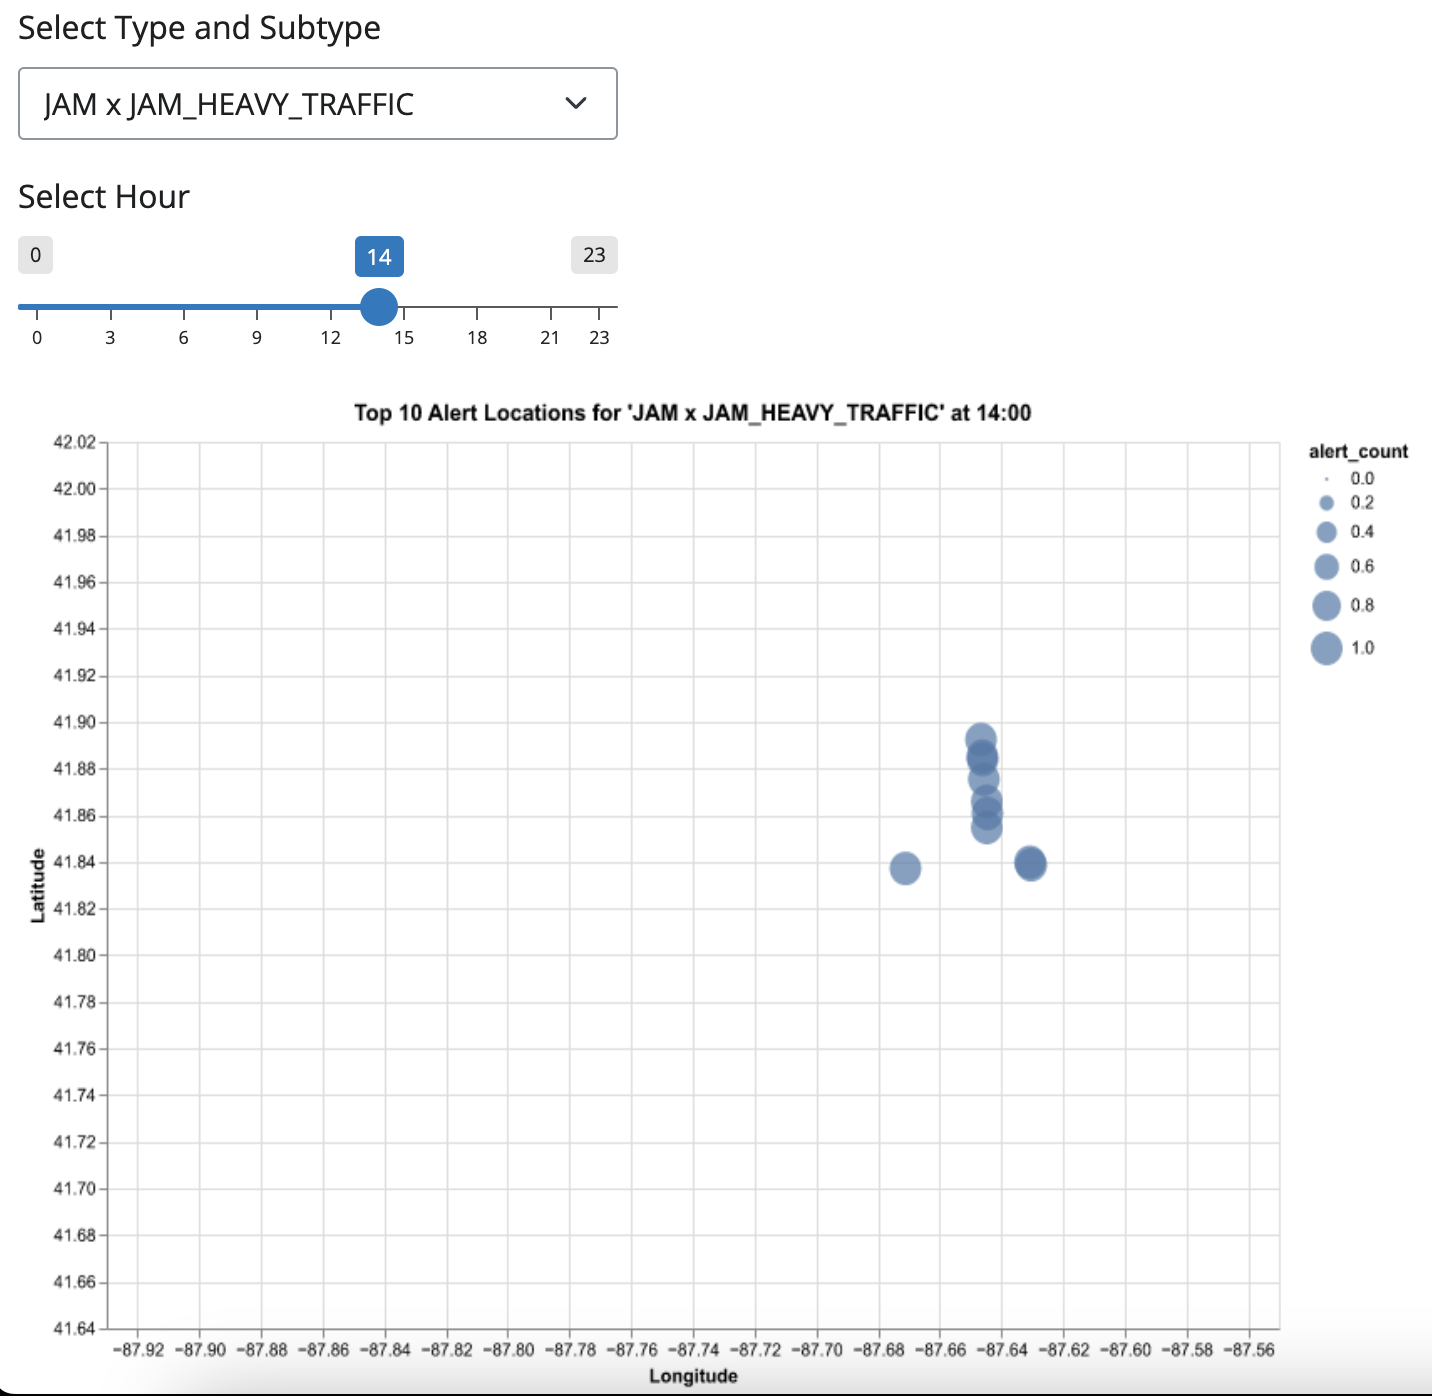 Select Type and Subtype
JAM x JAM_HEAVY_TRAFFIC
Select Hour
0 14 23
0 3 6 9 12 15 18 21 23
Top 10 Alert Locations for 'JAM x JAM_HEAVY_TRAFFIC' at 14:00
alert_count
0.0
0.2
0.4
0.6
0.8
1.0
Latitude
42.02
42.00
41.98
41.96
41.94
41.92
41.90
41.88
41.86
41.84
41.82
41.80
41.78
41.76
41.74
41.72
41.70
41.68
41.66
41.64
−87.92 −87.90 −87.88 −87.86 −87.84 −87.82 −87.80 −87.78 −87.76 −87.74 −87.72 −87.70 −87.68 −87.66 −87.64 −87.62 −87.60 −87.58 −87.56
Longitude